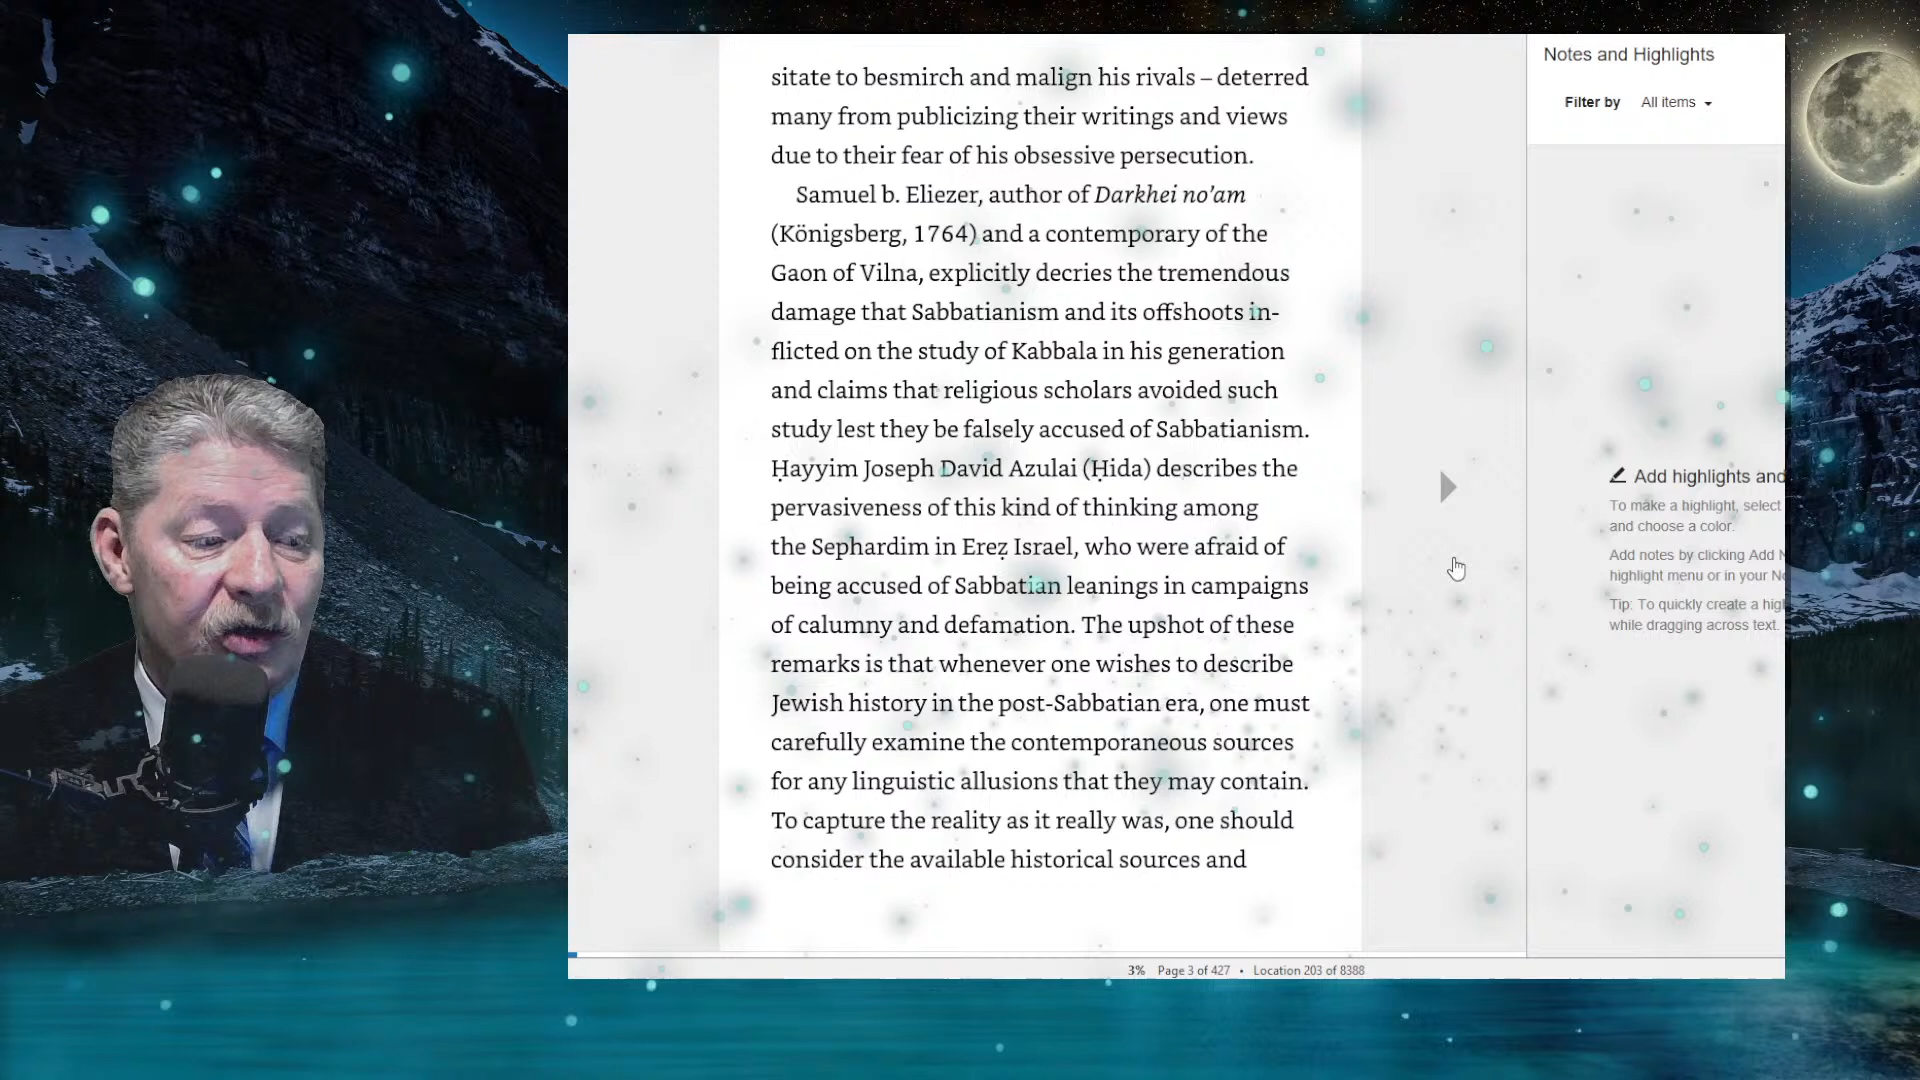 sitate to besmirch and malign his rivals – deterred
many from publicizing their writings and views
due to their fear of his obsessive persecution.
Samuel b. Eliezer, author of Darkhei no’am
(Königsberg, 1764) and a contemporary of the
Gaon of Vilna, explicitly decries the tremendous
damage that Sabbatianism and its offshoots in-
flicted on the study of Kabbala in his generation
and claims that religious scholars avoided such
study lest they be falsely accused of Sabbatianism.
Ḥayyim Joseph David Azulai (Ḥida) describes the
pervasiveness of this kind of thinking among
the Sephardim in Ereẓ Israel, who were afraid of
being accused of Sabbatian leanings in campaigns
of calumny and defamation. The upshot of these
remarks is that whenever one wishes to describe
Jewish history in the post-Sabbatian era, one must
carefully examine the contemporaneous sources
for any linguistic allusions that they may contain.
To capture the reality as it really was, one should
consider the available historical sources and
3% Page 3 of 427 • Location 203 of 8388
Notes and Highlights
Filter by All items
Add highlights and
To make a highlight, select
and choose a color.
Add notes by clicking Add N
highlight menu or in your No
Tip: To quickly create a high
while dragging across text.